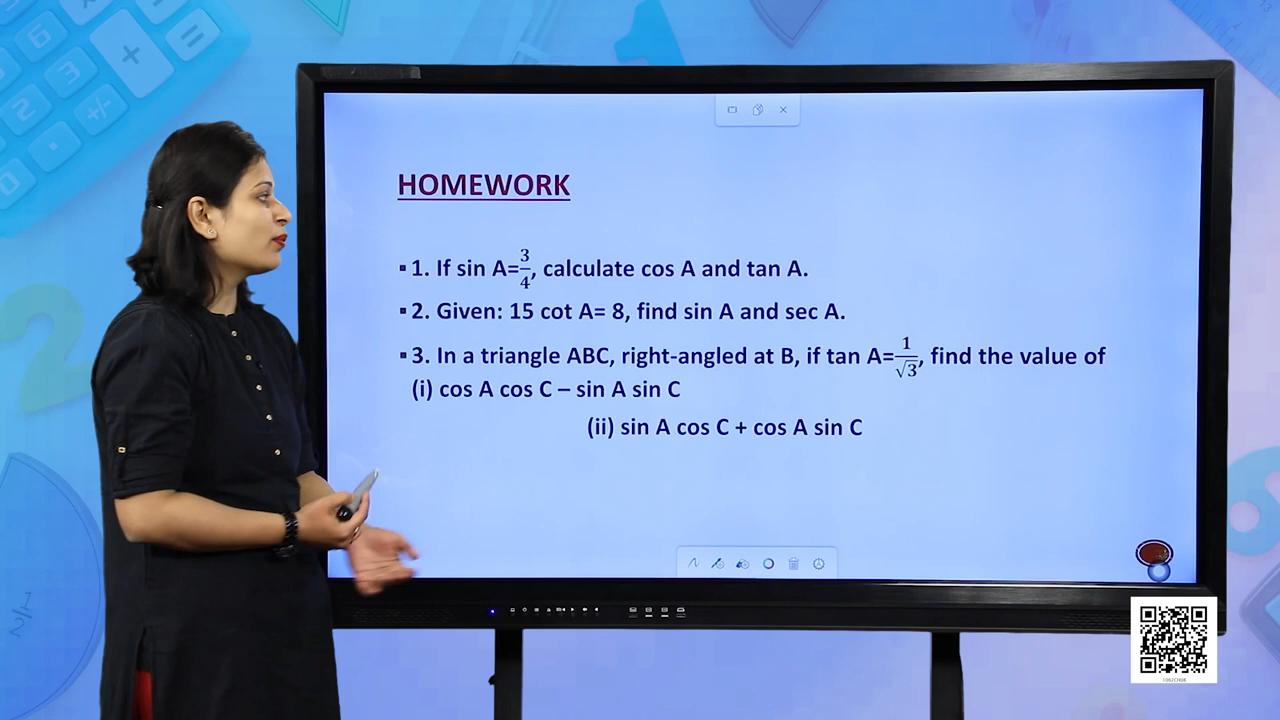 HOMEWORK
▪ 1. If sin A=3/4, calculate cos A and tan A.
▪ 2. Given: 15 cot A= 8, find sin A and sec A.
▪ 3. In a triangle ABC, right-angled at B, if tan A=1/√3, find the value of
(i) cos A cos C – sin A sin C
(ii) sin A cos C + cos A sin C
1062CH08